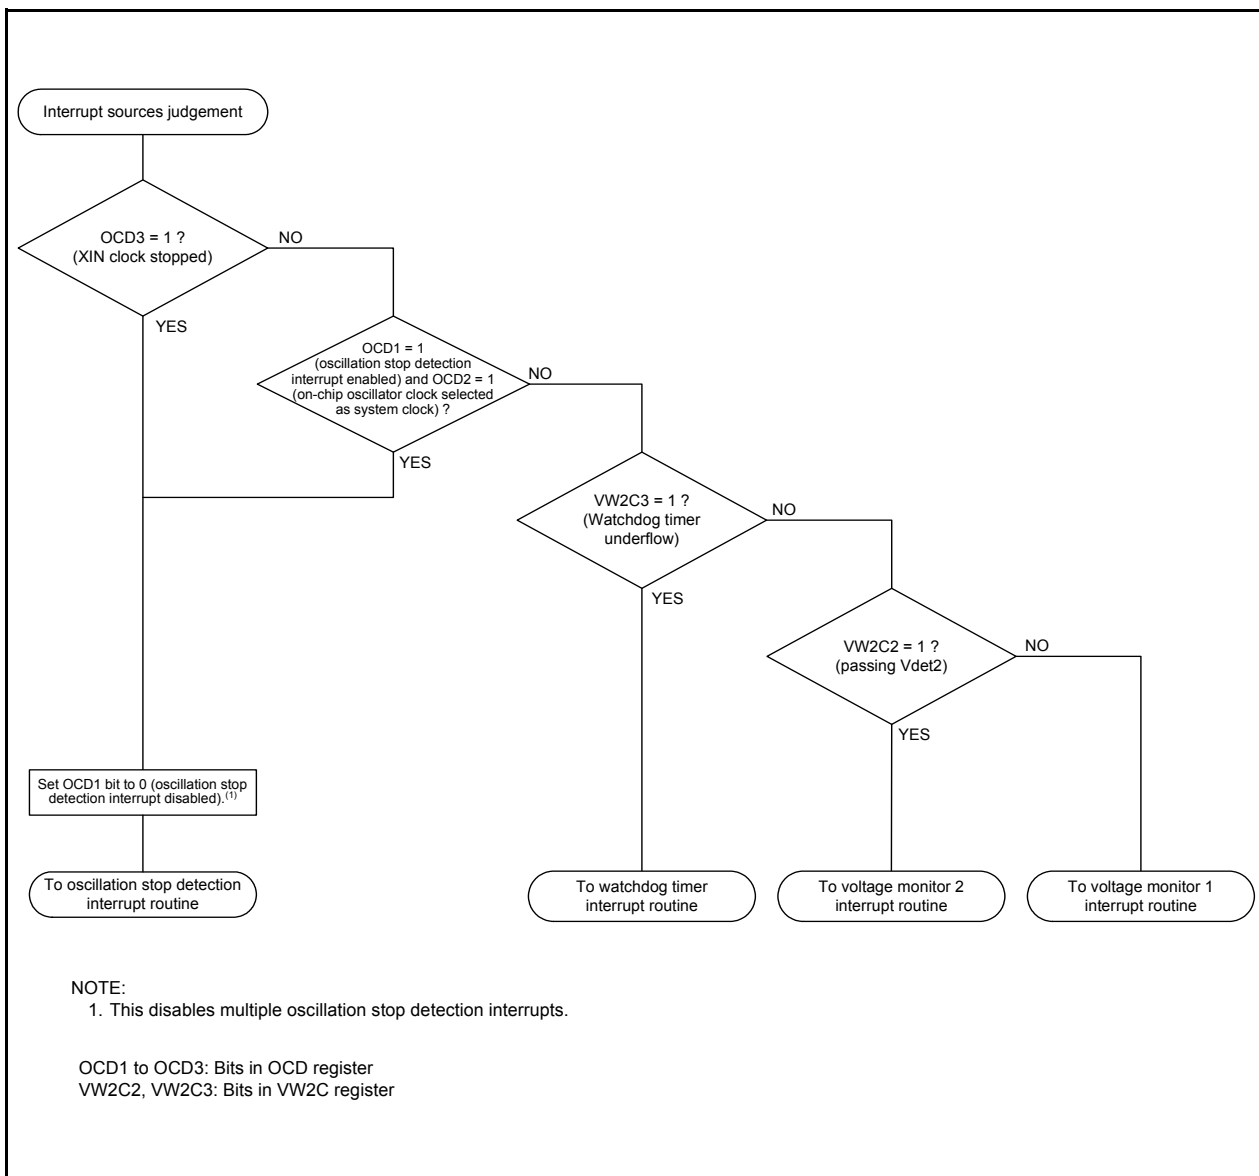 Interrupt sources judgement
OCD3 = 1 ?
(XIN clock stopped)
NO
YES
OCD1 = 1
(oscillation stop detection
interrupt enabled) and OCD2 = 1
(on-chip oscillator clock selected
as system clock) ?
NO
YES
VW2C3 = 1 ?
(Watchdog timer
underflow)
NO
YES
VW2C2 = 1 ?
(passing Vdet2)
NO
YES
Set OCD1 bit to 0 (oscillation stop
detection interrupt disabled).(1)
To oscillation stop detection
interrupt routine
To watchdog timer
interrupt routine
To voltage monitor 2
interrupt routine
To voltage monitor 1
interrupt routine
NOTE:
1. This disables multiple oscillation stop detection interrupts.
OCD1 to OCD3: Bits in OCD register
VW2C2, VW2C3: Bits in VW2C register